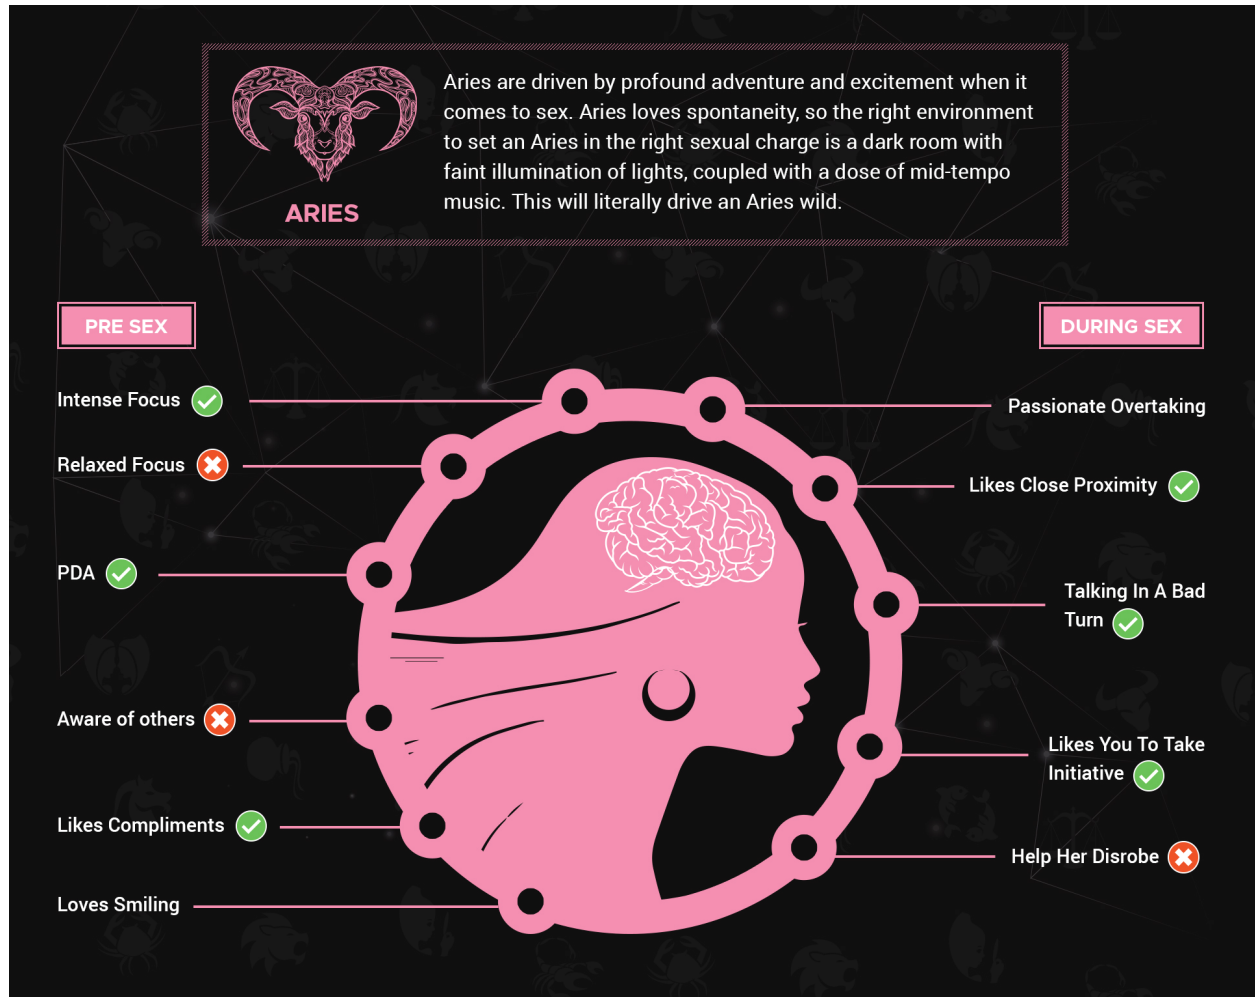 Aries are driven by profound adventure and excitement when it
comes to sex. Aries loves spontaneity, so the right environment
to set an Aries in the right sexual charge is a dark room with
faint illumination of lights, coupled with a dose of mid-tempo
music. This will literally drive an Aries wild.
ARIES
PRE SEX
Intense Focus
Relaxed Focus
PDA
Aware of others
Likes Compliments
Loves Smiling
DURING SEX
Passionate Overtaking
Likes Close Proximity
Talking In A Bad
Turn
Likes You To Take
Initiative
Help Her Disrobe